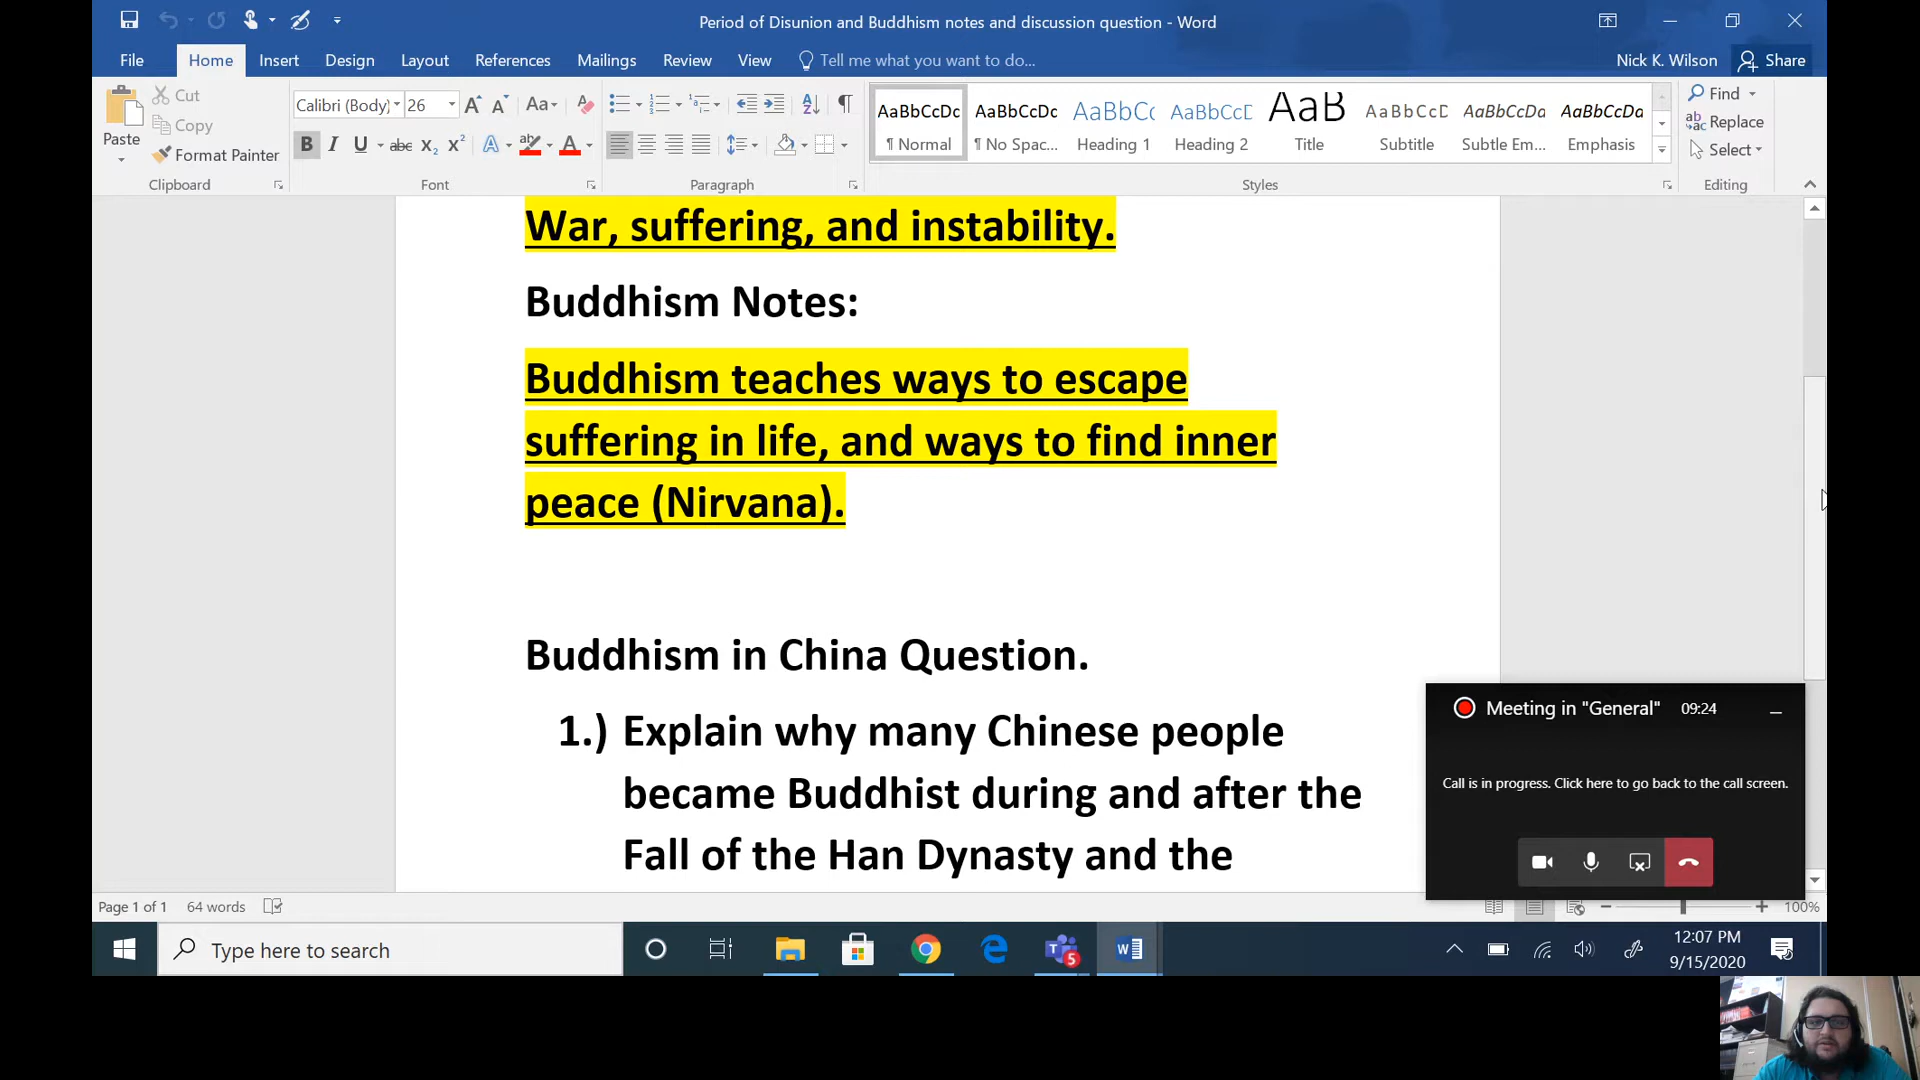 Period of Disunion and Buddhism notes and discussion question - Word
File Home Insert Design Layout References Mailings Review View Tell me what you want to do... Nick K. Wilson Share
Paste
Cut
Copy
Format Painter
Clipboard
Calibri (Body) 26
Font
Paragraph
AaBbCcDc AaBbCcDc AaBbCc AaBbCcD AaB AaBbCcD AaBbCcDa AaBbCcDa
¶ Normal ¶ No Spac... Heading 1 Heading 2 Title Subtitle Subtle Em... Emphasis
Styles
Find
Replace
Select
Editing
War, suffering, and instability.
Buddhism Notes:
Buddhism teaches ways to escape
suffering in life, and ways to find inner
peace (Nirvana).
Buddhism in China Question.
1.) Explain why many Chinese people
became Buddhist during and after the
Fall of the Han Dynasty and the
Meeting in "General" 09:24
Call is in progress. Click here to go back to the call screen.
Page 1 of 1 64 words 100%
Type here to search
5
12:07 PM
9/15/2020